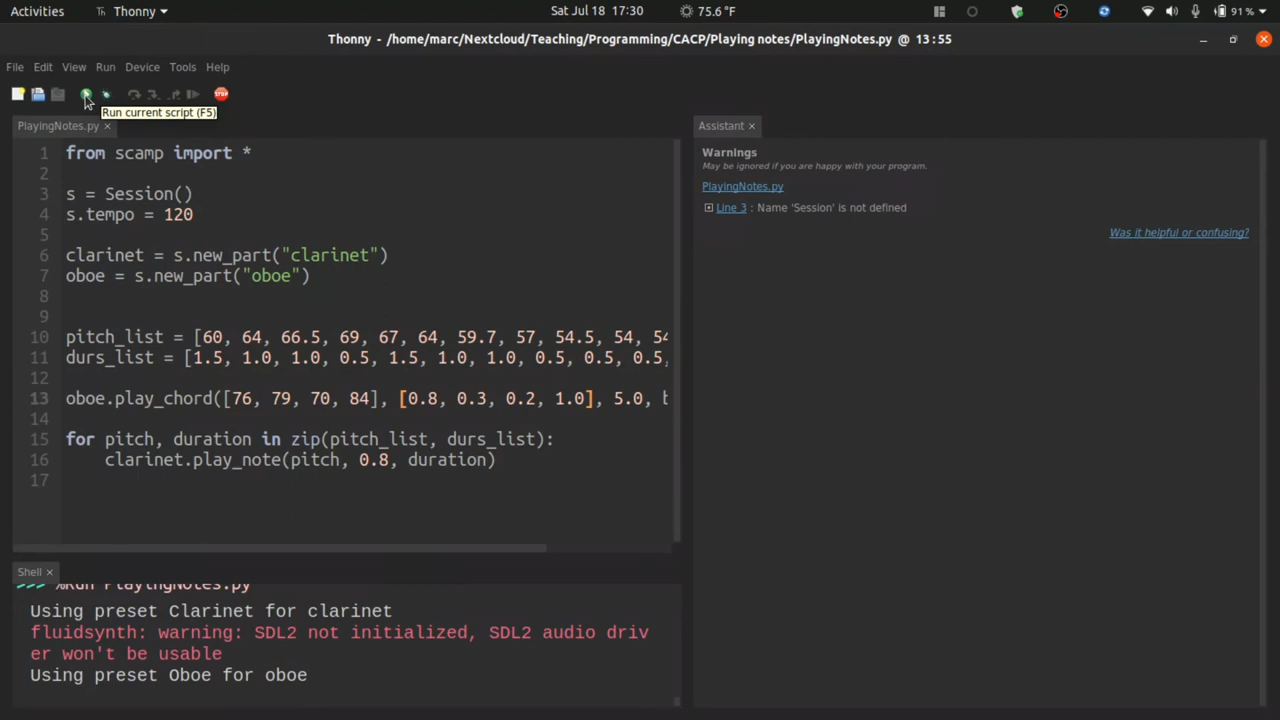 Activities Thonny Sat Jul 18 17:30 75.6 °F 91 %
Thonny - /home/marc/Nextcloud/Teaching/Programming/CACP/Playing notes/PlayingNotes.py @ 13:55
File Edit View Run Device Tools Help
STOP
Run current script (F5)
PlayingNotes.py ×
1 from scamp import *
2
3 s = Session()
4 s.tempo = 120
5
6 clarinet = s.new_part("clarinet")
7 oboe = s.new_part("oboe")
8
9
10 pitch_list = [60, 64, 66.5, 69, 67, 64, 59.7, 57, 54.5, 54, 54
11 durs_list = [1.5, 1.0, 1.0, 0.5, 1.5, 1.0, 1.0, 0.5, 0.5, 0.5,
12
13 oboe.play_chord([76, 79, 70, 84], [0.8, 0.3, 0.2, 1.0], 5.0, b
14
15 for pitch, duration in zip(pitch_list, durs_list):
16     clarinet.play_note(pitch, 0.8, duration)
17
Assistant ×
Warnings
May be ignored if you are happy with your program.
PlayingNotes.py
Line 3 : Name 'Session' is not defined
Was it helpful or confusing?
Shell ×
>>> %Run PlayingNotes.py
Using preset Clarinet for clarinet
fluidsynth: warning: SDL2 not initialized, SDL2 audio driv
er won't be usable
Using preset Oboe for oboe